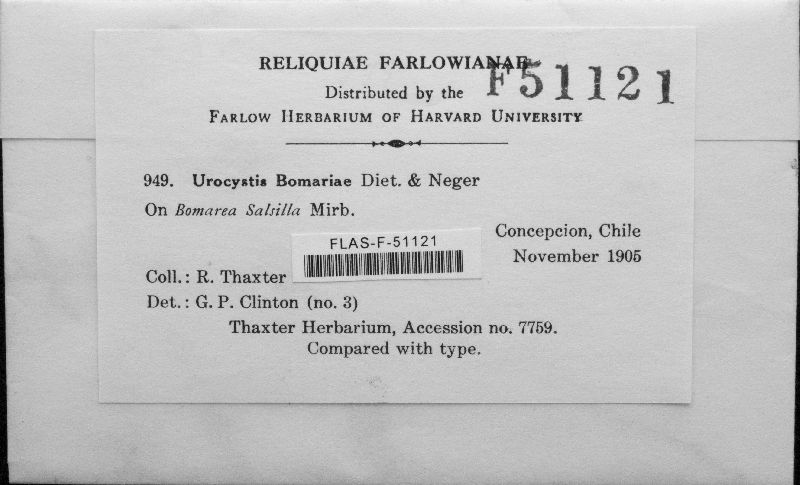 RELIQUIAE FARLOWIANAE
F51121
Distributed by the
FARLOW HERBARIUM OF HARVARD UNIVERSITY
949. Urocystis Bomariae Diet. & Neger
On Bomarea Salsilla Mirb.
Concepcion, Chile
November 1905
FLAS-F-51121
Coll.: R. Thaxter
Det.: G. P. Clinton (no. 3)
Thaxter Herbarium, Accession no. 7759.
Compared with type.